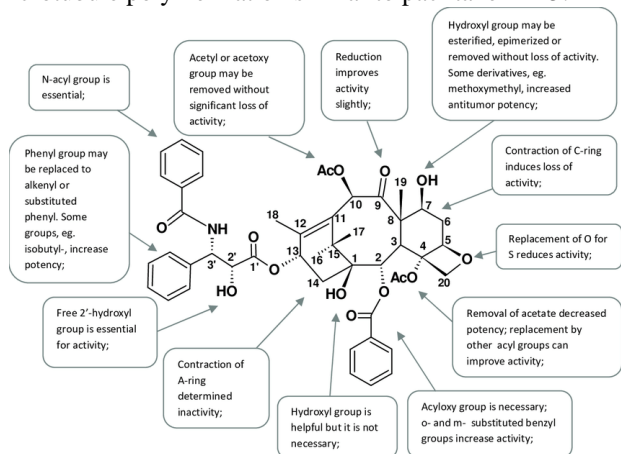 Hydroxyl group may be
esterified, epimerized or
removed without loss of activity.
Some derivatives, eg.
methoxymethyl, increased
antitumor potency;
Acetyl or acetoxy
group may be
removed without
significant loss of
activity;
Reduction
improves
activity
slightly;
N-acyl group is
essential;
Contraction of C-ring
induces loss of
activity;
Phenyl group may
be replaced to
alkenyl or
substituted
phenyl. Some
groups, eg.
isobutyl-, increase
potency;
Replacement of O for
S reduces activity;
AcO
O
19
OH
10
9
7
18
12
11
8
6
O
NH
17
3
5
O
13
16
15
4
O
1'
2'
3'
1
2
O
14
20
AcO
OH
HO
O
O
Free 2'-hydroxyl
group is essential
for activity;
Removal of acetate decreased
potency; replacement by
other acyl groups can
improve activity;
Contraction of
A-ring
determined
inactivity;
Hydroxyl group is
helpful but it is not
necessary;
Acyloxy group is necessary;
o- and m- substituted benzyl
groups increase activity;